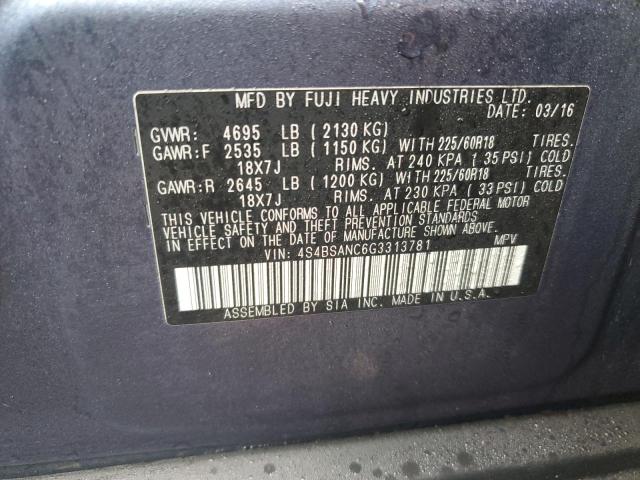 MFD BY FUJI HEAVY INDUSTRIES LTD.
DATE: 03/16
GVWR: 4695 LB ( 2130 KG)
GAWR:F 2535 LB ( 1150 KG) WITH 225/60R18 TIRES.
18X7J RIMS. AT 240 KPA ( 35 PSI) COLD
GAWR:R 2645 LB ( 1200 KG) WITH 225/60R18 TIRES.
18X7J RIMS. AT 230 KPA ( 33 PSI) COLD
THIS VEHICLE CONFORMS TO ALL APPLICABLE FEDERAL MOTOR
VEHICLE SAFETY AND THEFT PREVENTION STANDARDS
IN EFFECT ON THE DATE OF MANUFACTURE SHOWN ABOVE.
VIN: 4S4BSANC6G3313781 MPV
ASSEMBLED BY SIA INC. MADE IN U.S.A.